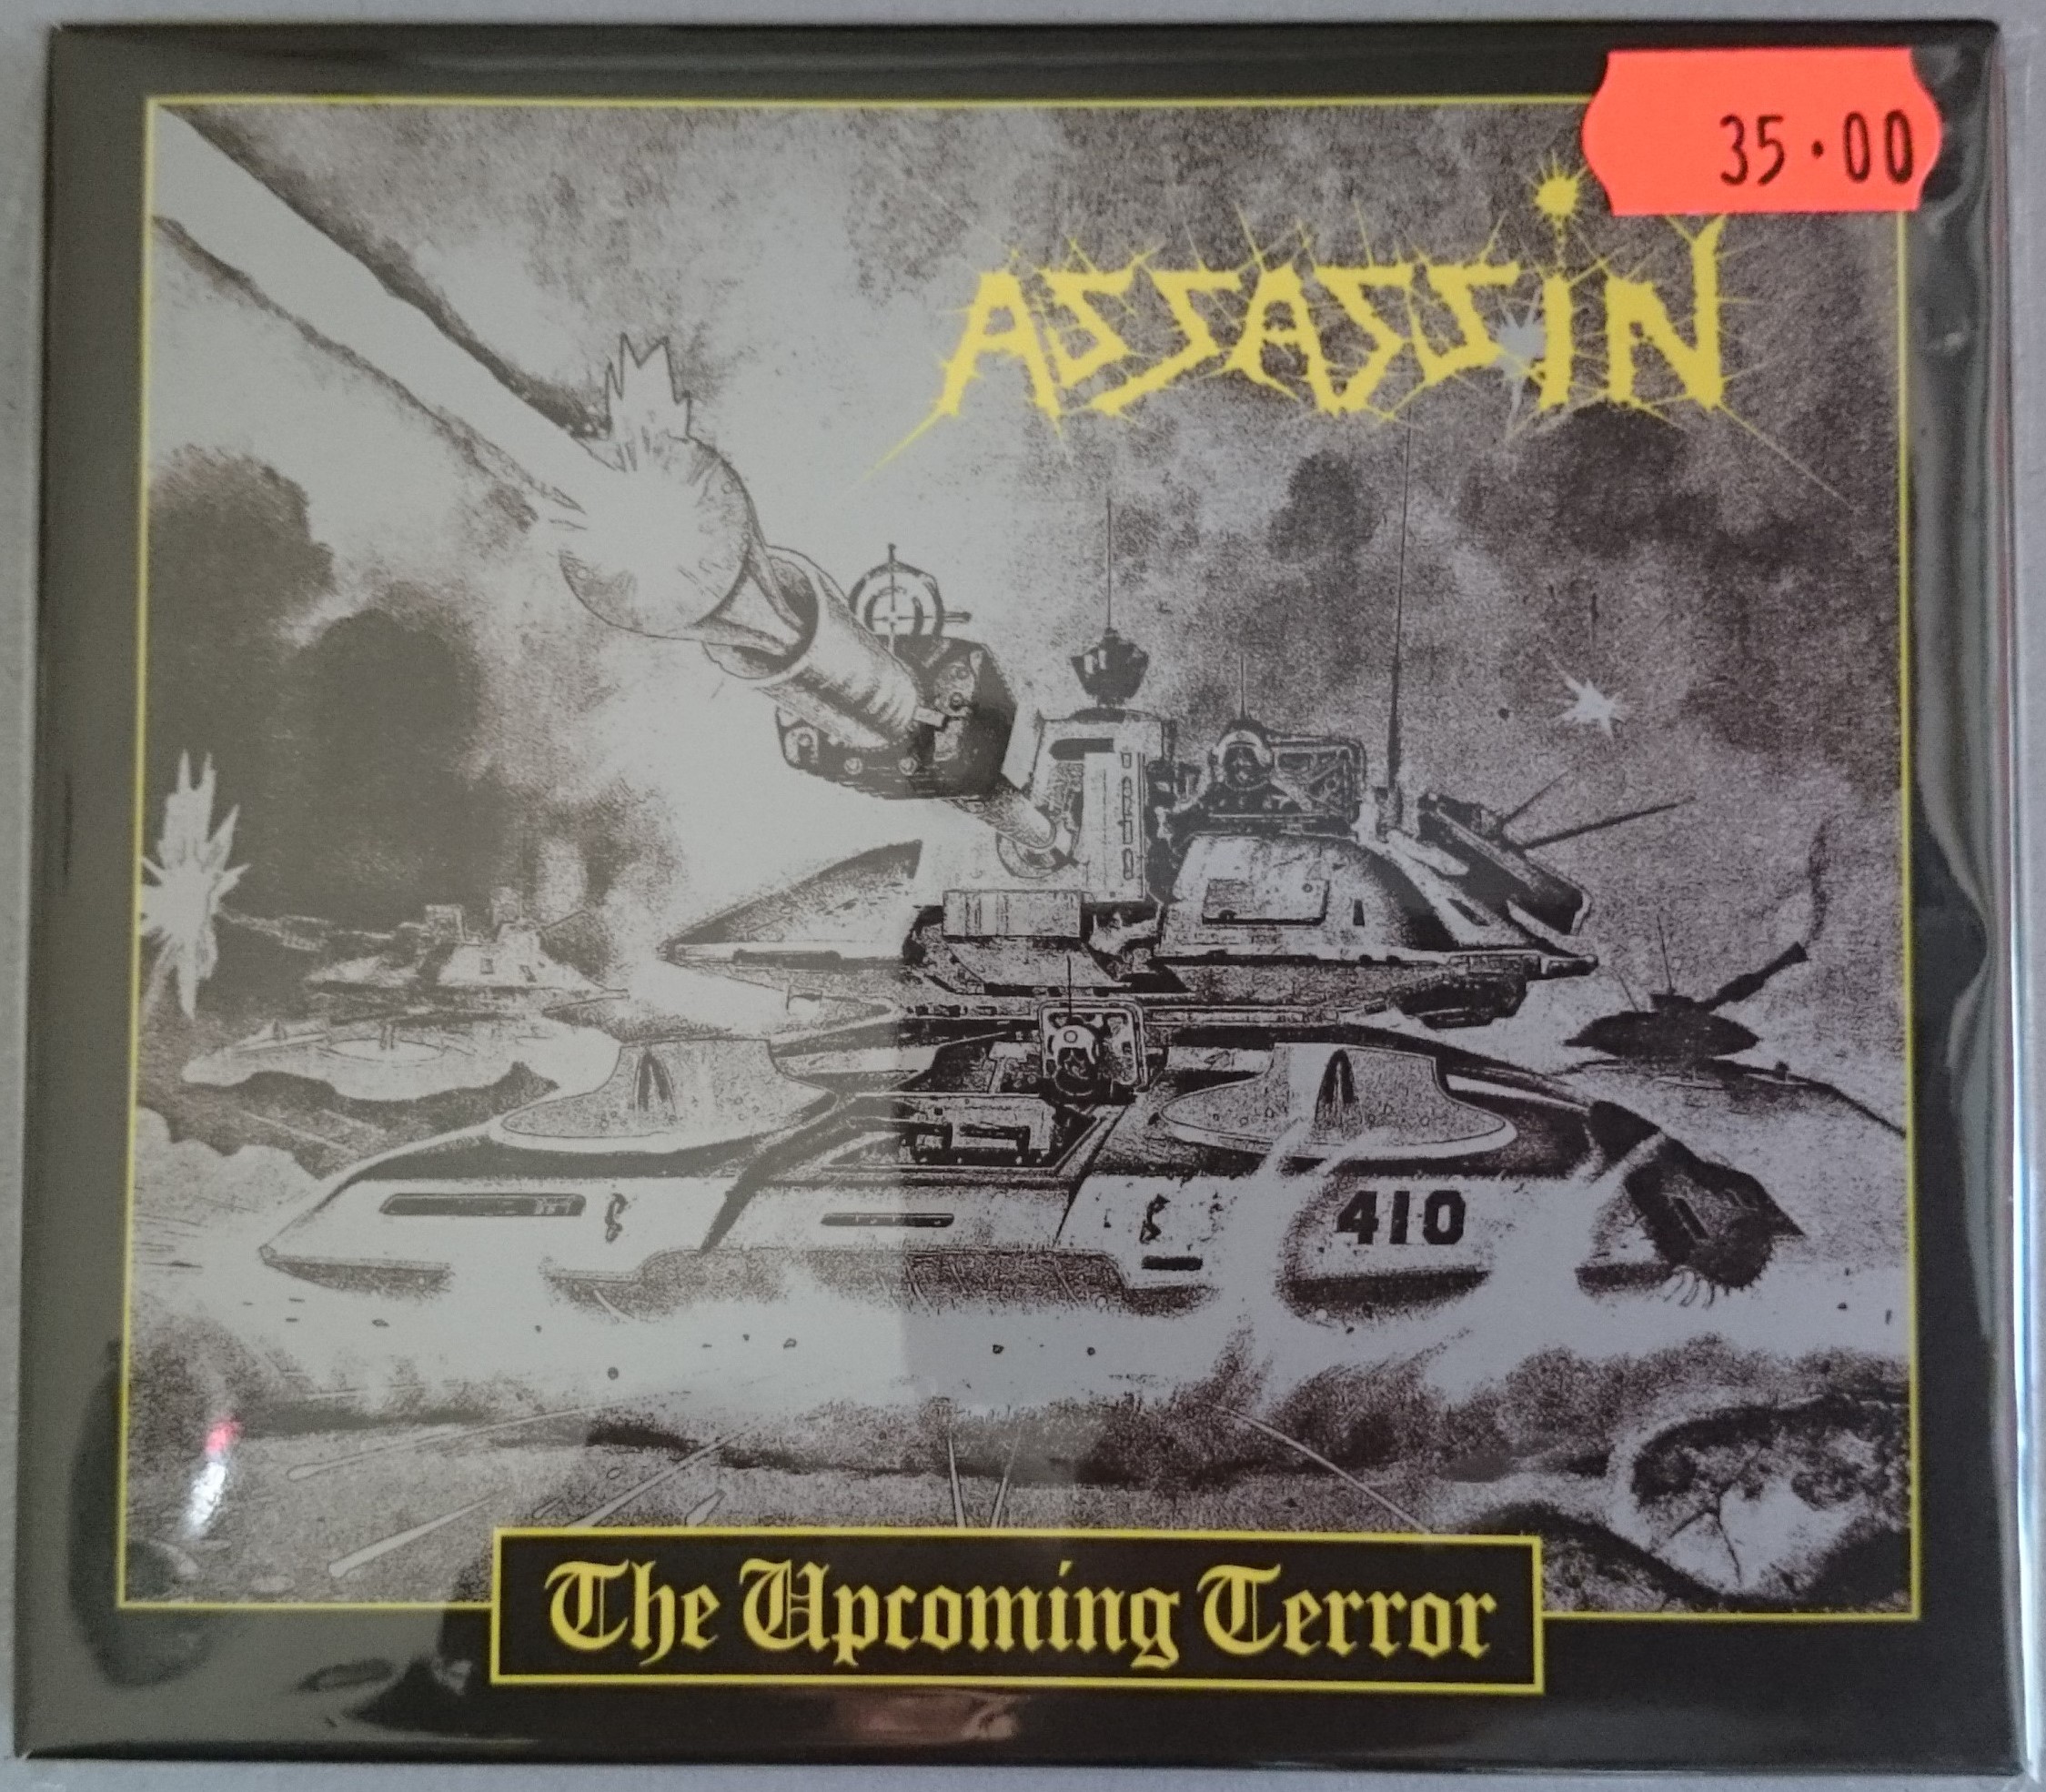 35.00
ASSASSiN
410
The Upcoming Terror